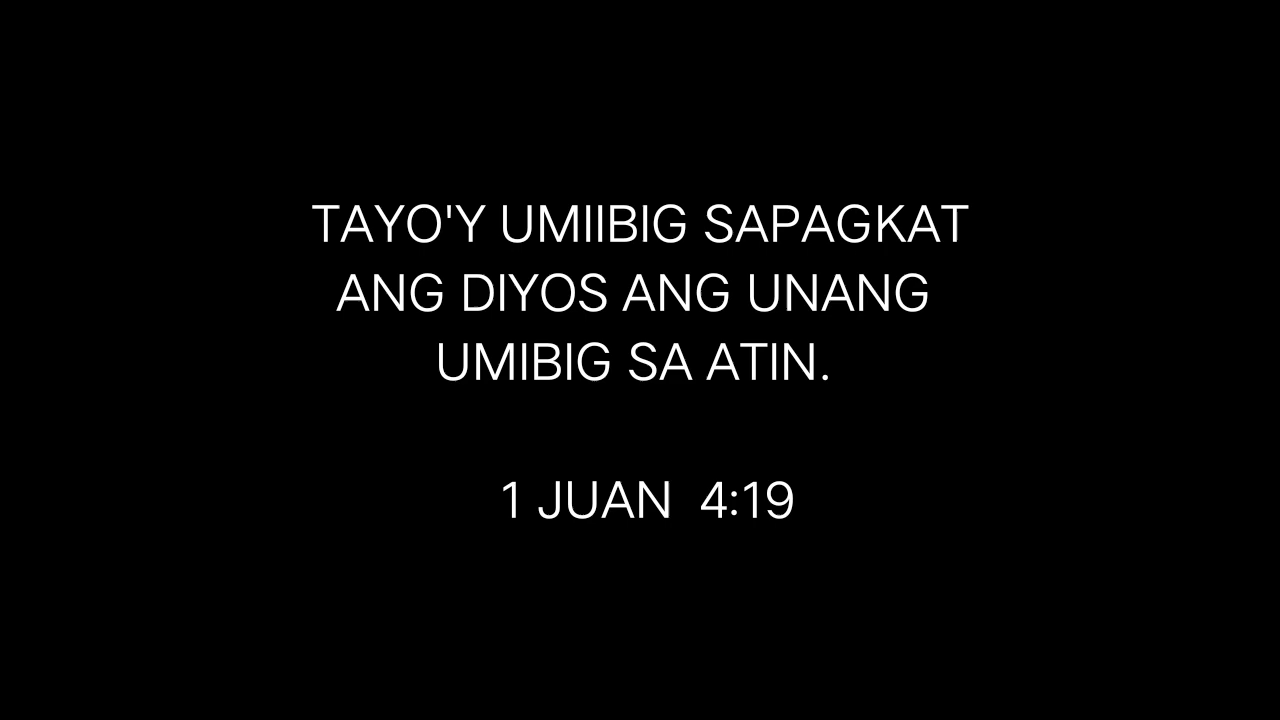 TAYO'Y UMIIBIG SAPAGKAT
ANG DIYOS ANG UNANG
UMIBIG SA ATIN.
1 JUAN  4:19